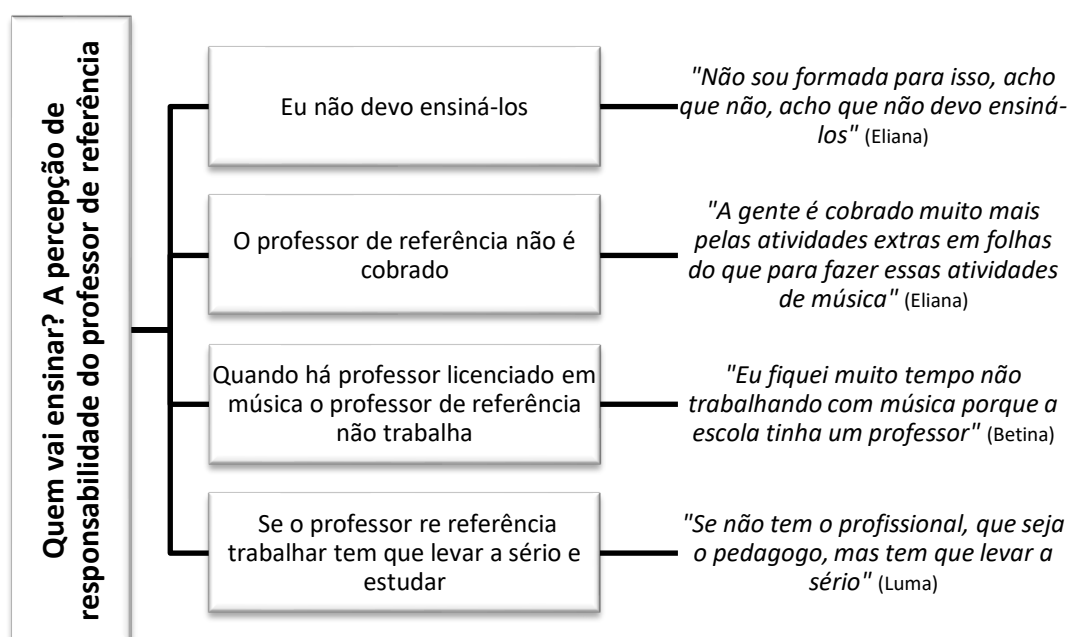 Quem vai ensinar? A percepção de
responsabilidade do professor de referência
Eu não devo ensiná-los
"Não sou formada para isso, acho
que não, acho que não devo ensiná-
los" (Eliana)
O professor de referência não é
cobrado
"A gente é cobrado muito mais
pelas atividades extras em folhas
do que para fazer essas atividades
de música" (Eliana)
Quando há professor licenciado em
música o professor de referência
não trabalha
"Eu fiquei muito tempo não
trabalhando com música porque a
escola tinha um professor" (Betina)
Se o professor re referência
trabalhar tem que levar a sério e
estudar
"Se não tem o profissional, que seja
o pedagogo, mas tem que levar a
sério" (Luma)